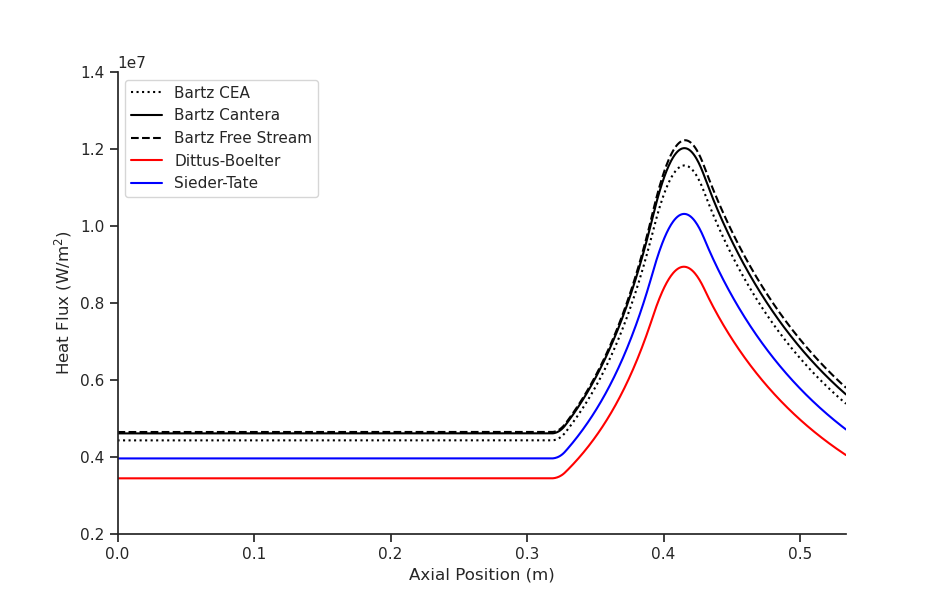 1e7
1.4
1.2
1.0
0.8
0.6
0.4
0.2
Heat Flux (W/m²)
Bartz CEA
Bartz Cantera
Bartz Free Stream
Dittus-Boelter
Sieder-Tate
0.0 0.1 0.2 0.3 0.4 0.5
Axial Position (m)